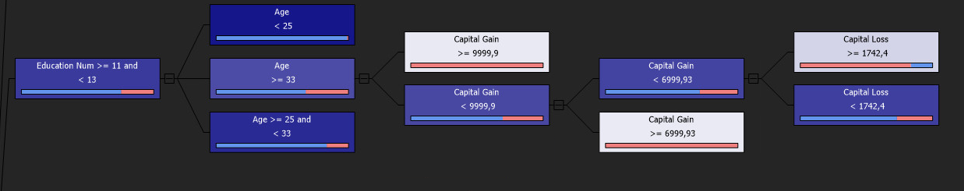 Education Num >= 11 and
< 13
Age
< 25
Age
>= 33
Age >= 25 and
< 33
Capital Gain
>= 9999,9
Capital Gain
< 9999,9
Capital Gain
< 6999,93
Capital Gain
>= 6999,93
Capital Loss
>= 1742,4
Capital Loss
< 1742,4